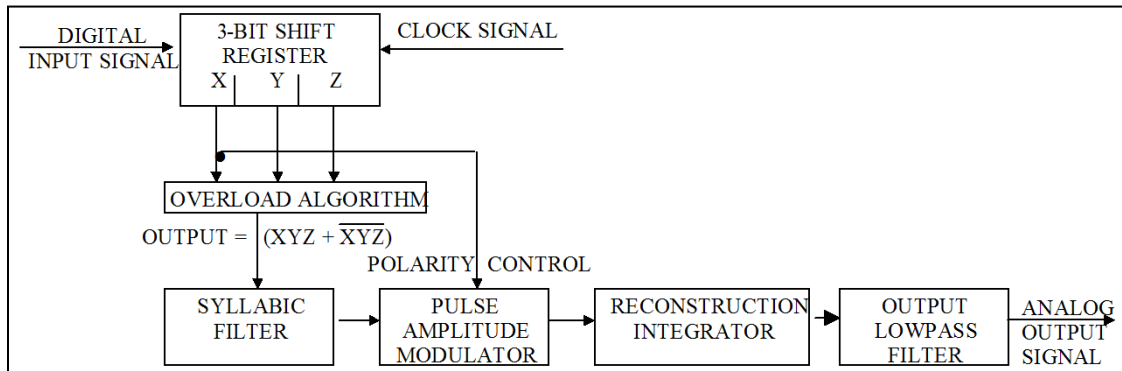 DIGITAL
INPUT SIGNAL
3-BIT SHIFT
REGISTER
X Y Z
CLOCK SIGNAL
OVERLOAD ALGORITHM
OUTPUT = (XYZ + X̅Y̅Z̅)
POLARITY CONTROL
SYLLABIC
FILTER
PULSE
AMPLITUDE
MODULATOR
RECONSTRUCTION
INTEGRATOR
OUTPUT
LOWPASS
FILTER
ANALOG
OUTPUT
SIGNAL